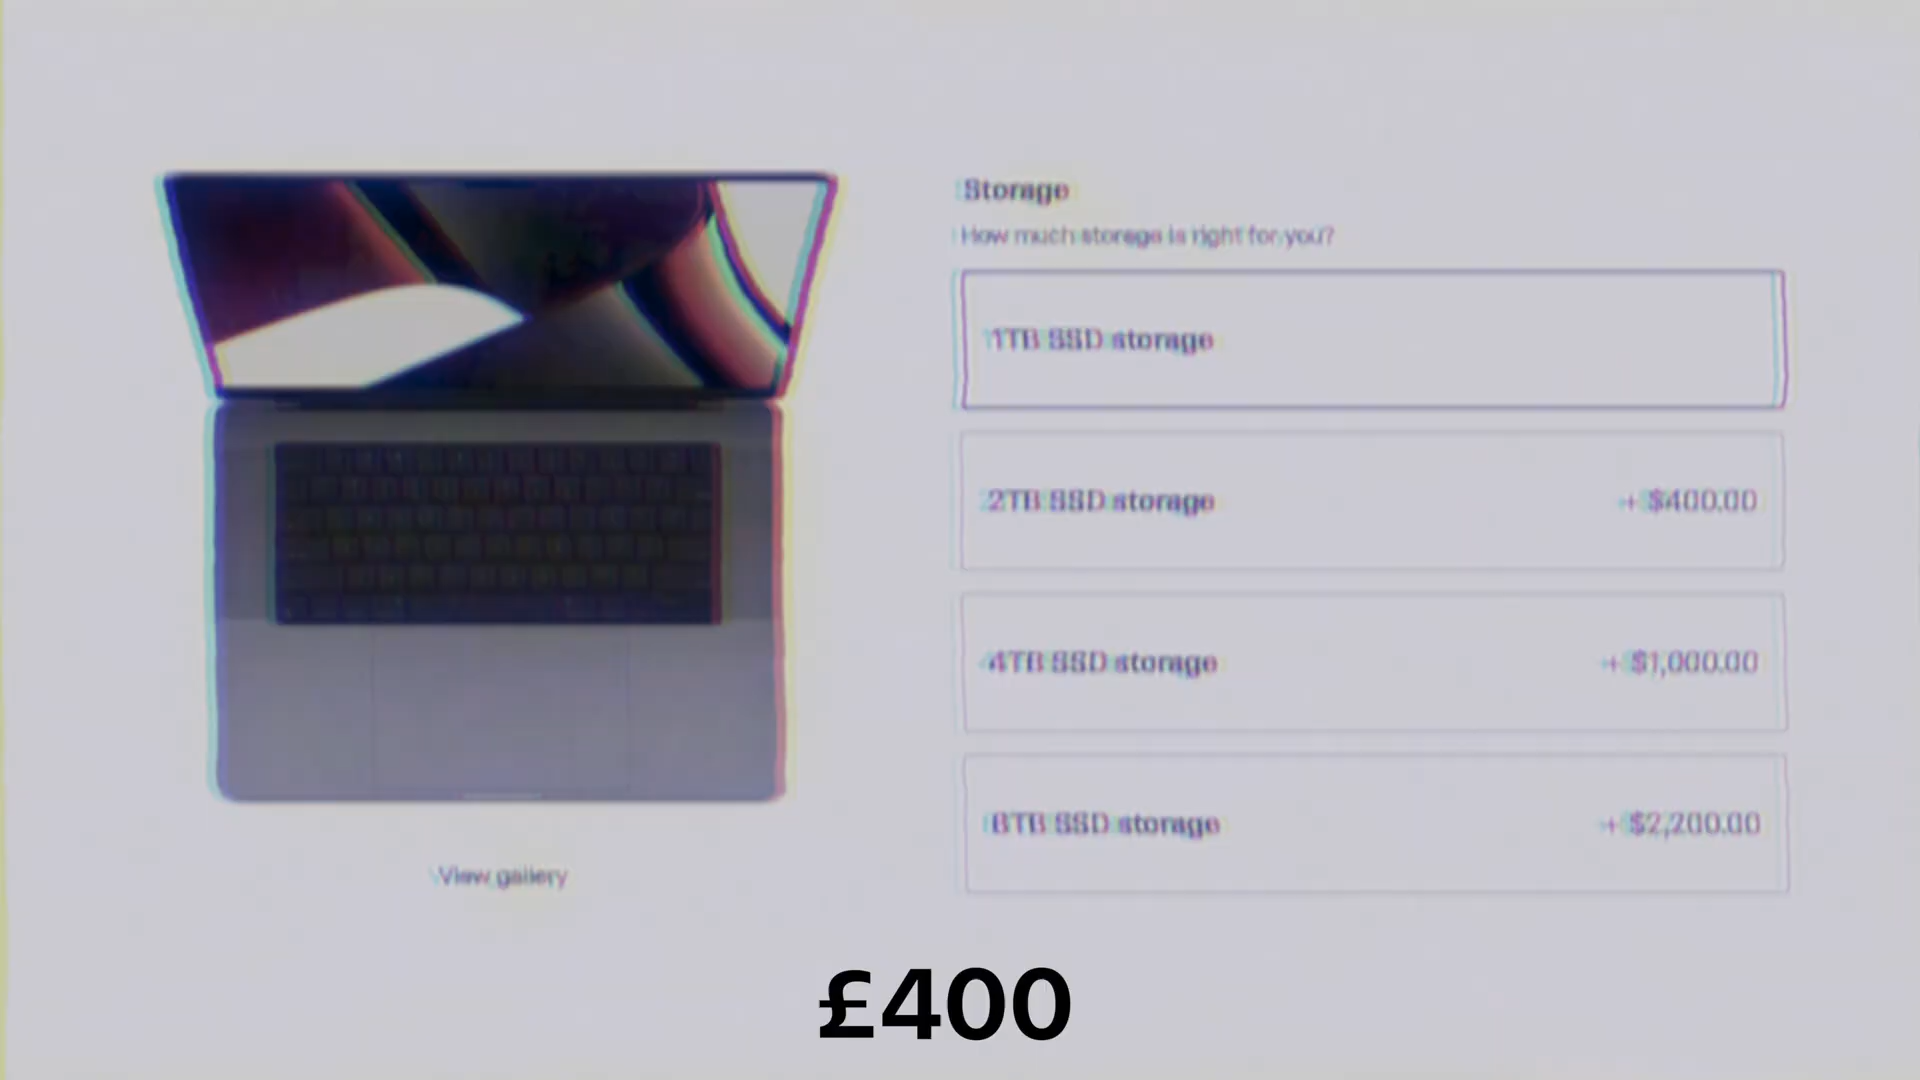 Storage
How much storage is right for you?
1TB SSD storage
2TB SSD storage
+ $400.00
4TB SSD storage
+ $1,000.00
8TB SSD storage
+ $2,200.00
View gallery
£400